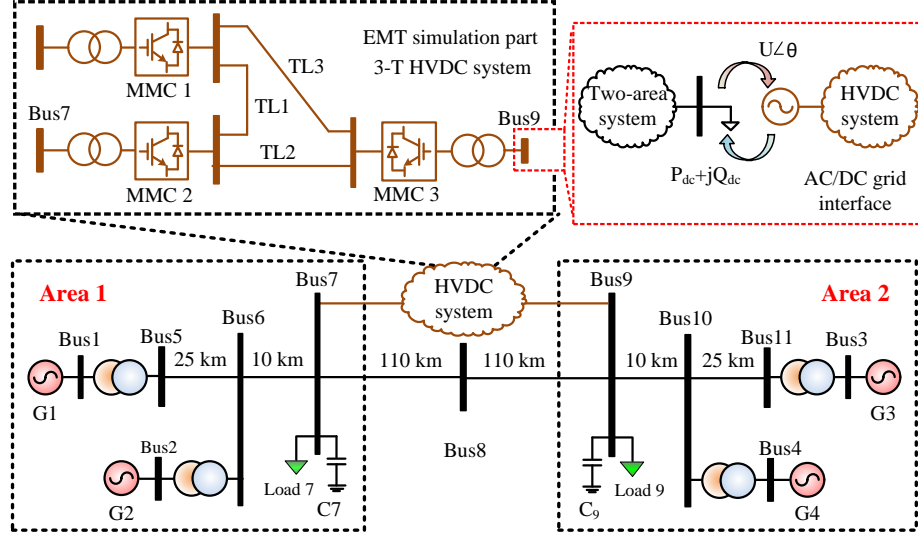 EMT simulation part
3-T HVDC system
MMC 1
TL3
TL1
Bus7
Bus9
TL2
MMC 2
MMC 3
U∠θ
Two-area
system
HVDC
system
P_dc+jQ_dc
AC/DC grid
interface
Area 1
Bus7
HVDC
system
Bus9
Area 2
Bus1
Bus5
Bus6
Bus10
Bus11
Bus3
25 km
10 km
110 km
110 km
10 km
25 km
G1
G3
Bus2
Bus8
Bus4
Load 7
Load 9
G2
C7
C_9
G4